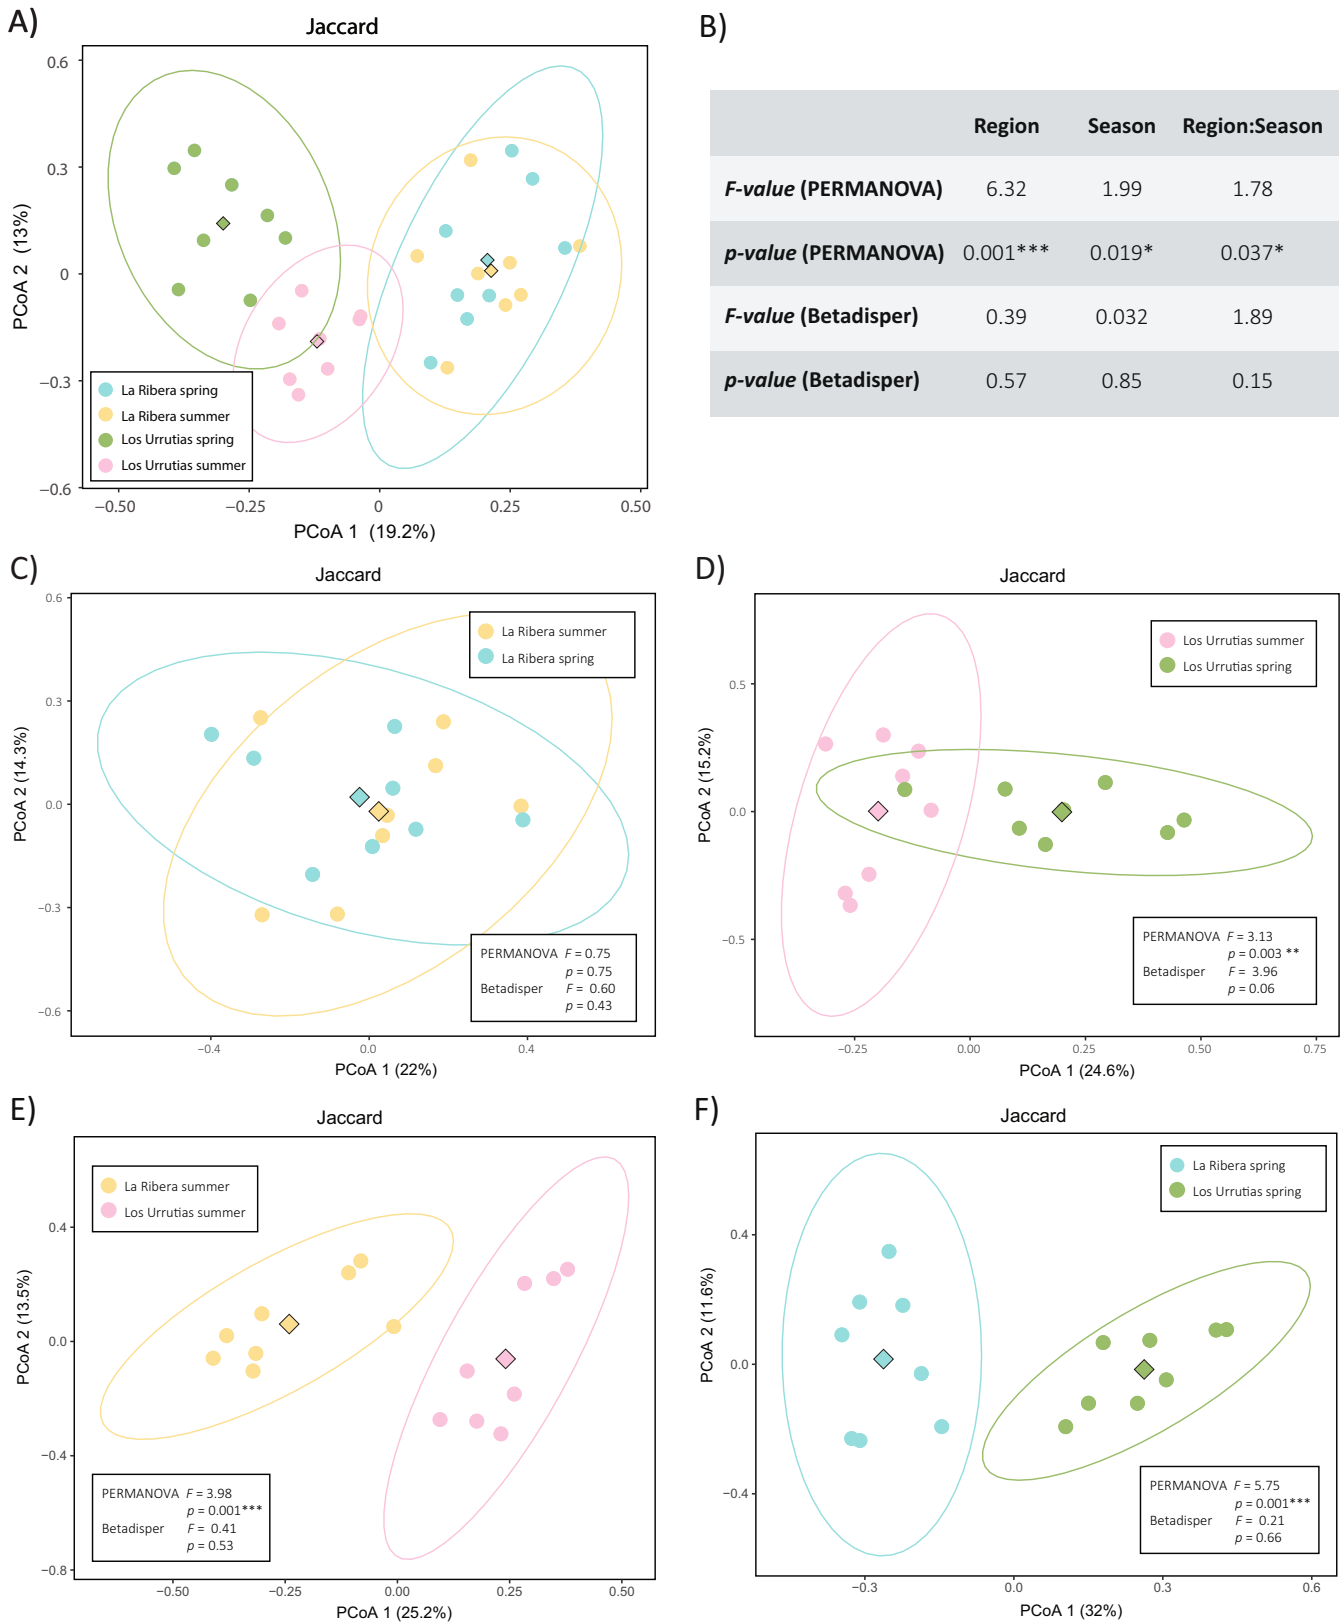 A)
Jaccard
0.6
0.3
0
−0.3
−0.6
PCoA 2 (13%)
La Ribera spring
La Ribera summer
Los Urrutias spring
Los Urrutias summer
−0.50
−0.25
0
0.25
0.50
PCoA 1 (19.2%)
B)
Region Season Region:Season
F-value (PERMANOVA) 6.32 1.99 1.78
p-value (PERMANOVA) 0.001*** 0.019* 0.037*
F-value (Betadisper) 0.39 0.032 1.89
p-value (Betadisper) 0.57 0.85 0.15
C)
Jaccard
0.6
0.3
0.0
−0.3
−0.6
PCoA 2 (14.3%)
La Ribera summer
La Ribera spring
PERMANOVA F = 0.75
p = 0.75
Betadisper F = 0.60
p = 0.43
−0.4
0.0
0.4
PCoA 1 (22%)
D)
Jaccard
0.5
0.0
−0.5
PCoA 2 (15.2%)
Los Urrutias summer
Los Urrutias spring
PERMANOVA F = 3.13
p = 0.003 **
Betadisper F = 3.96
p = 0.06
−0.25
0.00
0.25
0.50
0.75
PCoA 1 (24.6%)
E)
Jaccard
0.4
0.0
−0.4
−0.8
PCoA 2 (13.5%)
La Ribera summer
Los Urrutias summer
PERMANOVA F = 3.98
p = 0.001***
Betadisper F = 0.41
p = 0.53
−0.50
−0.25
0.00
0.25
0.50
PCoA 1 (25.2%)
F)
Jaccard
0.4
0.0
−0.4
PCoA 2 (11.6%)
La Ribera spring
Los Urrutias spring
PERMANOVA F = 5.75
p = 0.001***
Betadisper F = 0.21
p = 0.66
−0.3
0.0
0.3
0.6
PCoA 1 (32%)